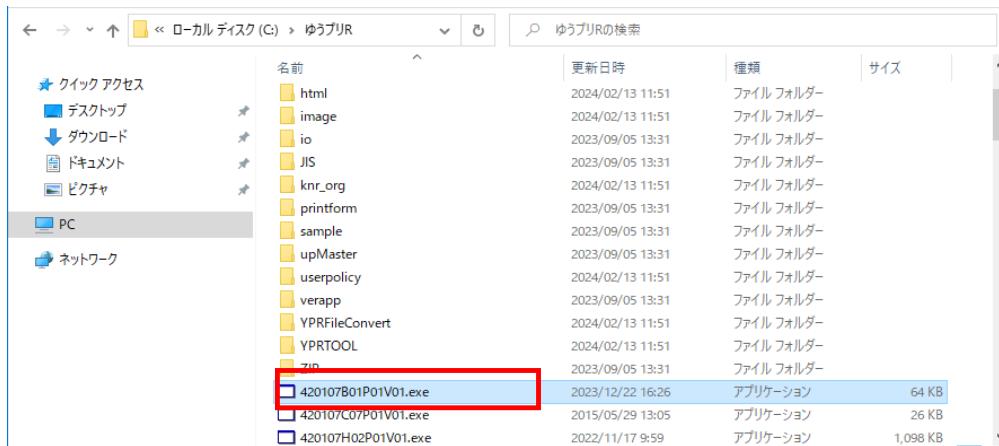 « ローカル ディスク (C:) › ゆうプリR
ゆうプリRの検索
名前 更新日時 種類 サイズ
クイック アクセス
デスクトップ
ダウンロード
ドキュメント
ピクチャ
PC
ネットワーク
html 2024/02/13 11:51 ファイル フォルダー
image 2024/02/13 11:51 ファイル フォルダー
io 2023/09/05 13:31 ファイル フォルダー
JIS 2023/09/05 13:31 ファイル フォルダー
knr_org 2024/02/13 11:51 ファイル フォルダー
printform 2023/09/05 13:31 ファイル フォルダー
sample 2023/09/05 13:31 ファイル フォルダー
upMaster 2023/09/05 13:31 ファイル フォルダー
userpolicy 2024/02/13 11:51 ファイル フォルダー
verapp 2023/09/05 13:31 ファイル フォルダー
YPRFileConvert 2024/02/13 11:51 ファイル フォルダー
YPRTOOL 2024/02/13 11:51 ファイル フォルダー
ZIP 2023/09/05 13:31 ファイル フォルダー
420107B01P01V01.exe 2023/12/22 16:26 アプリケーション 64 KB
420107C07P01V01.exe 2015/05/29 13:05 アプリケーション 26 KB
420107H02P01V01.exe 2022/11/17 9:59 アプリケーション 1,098 KB